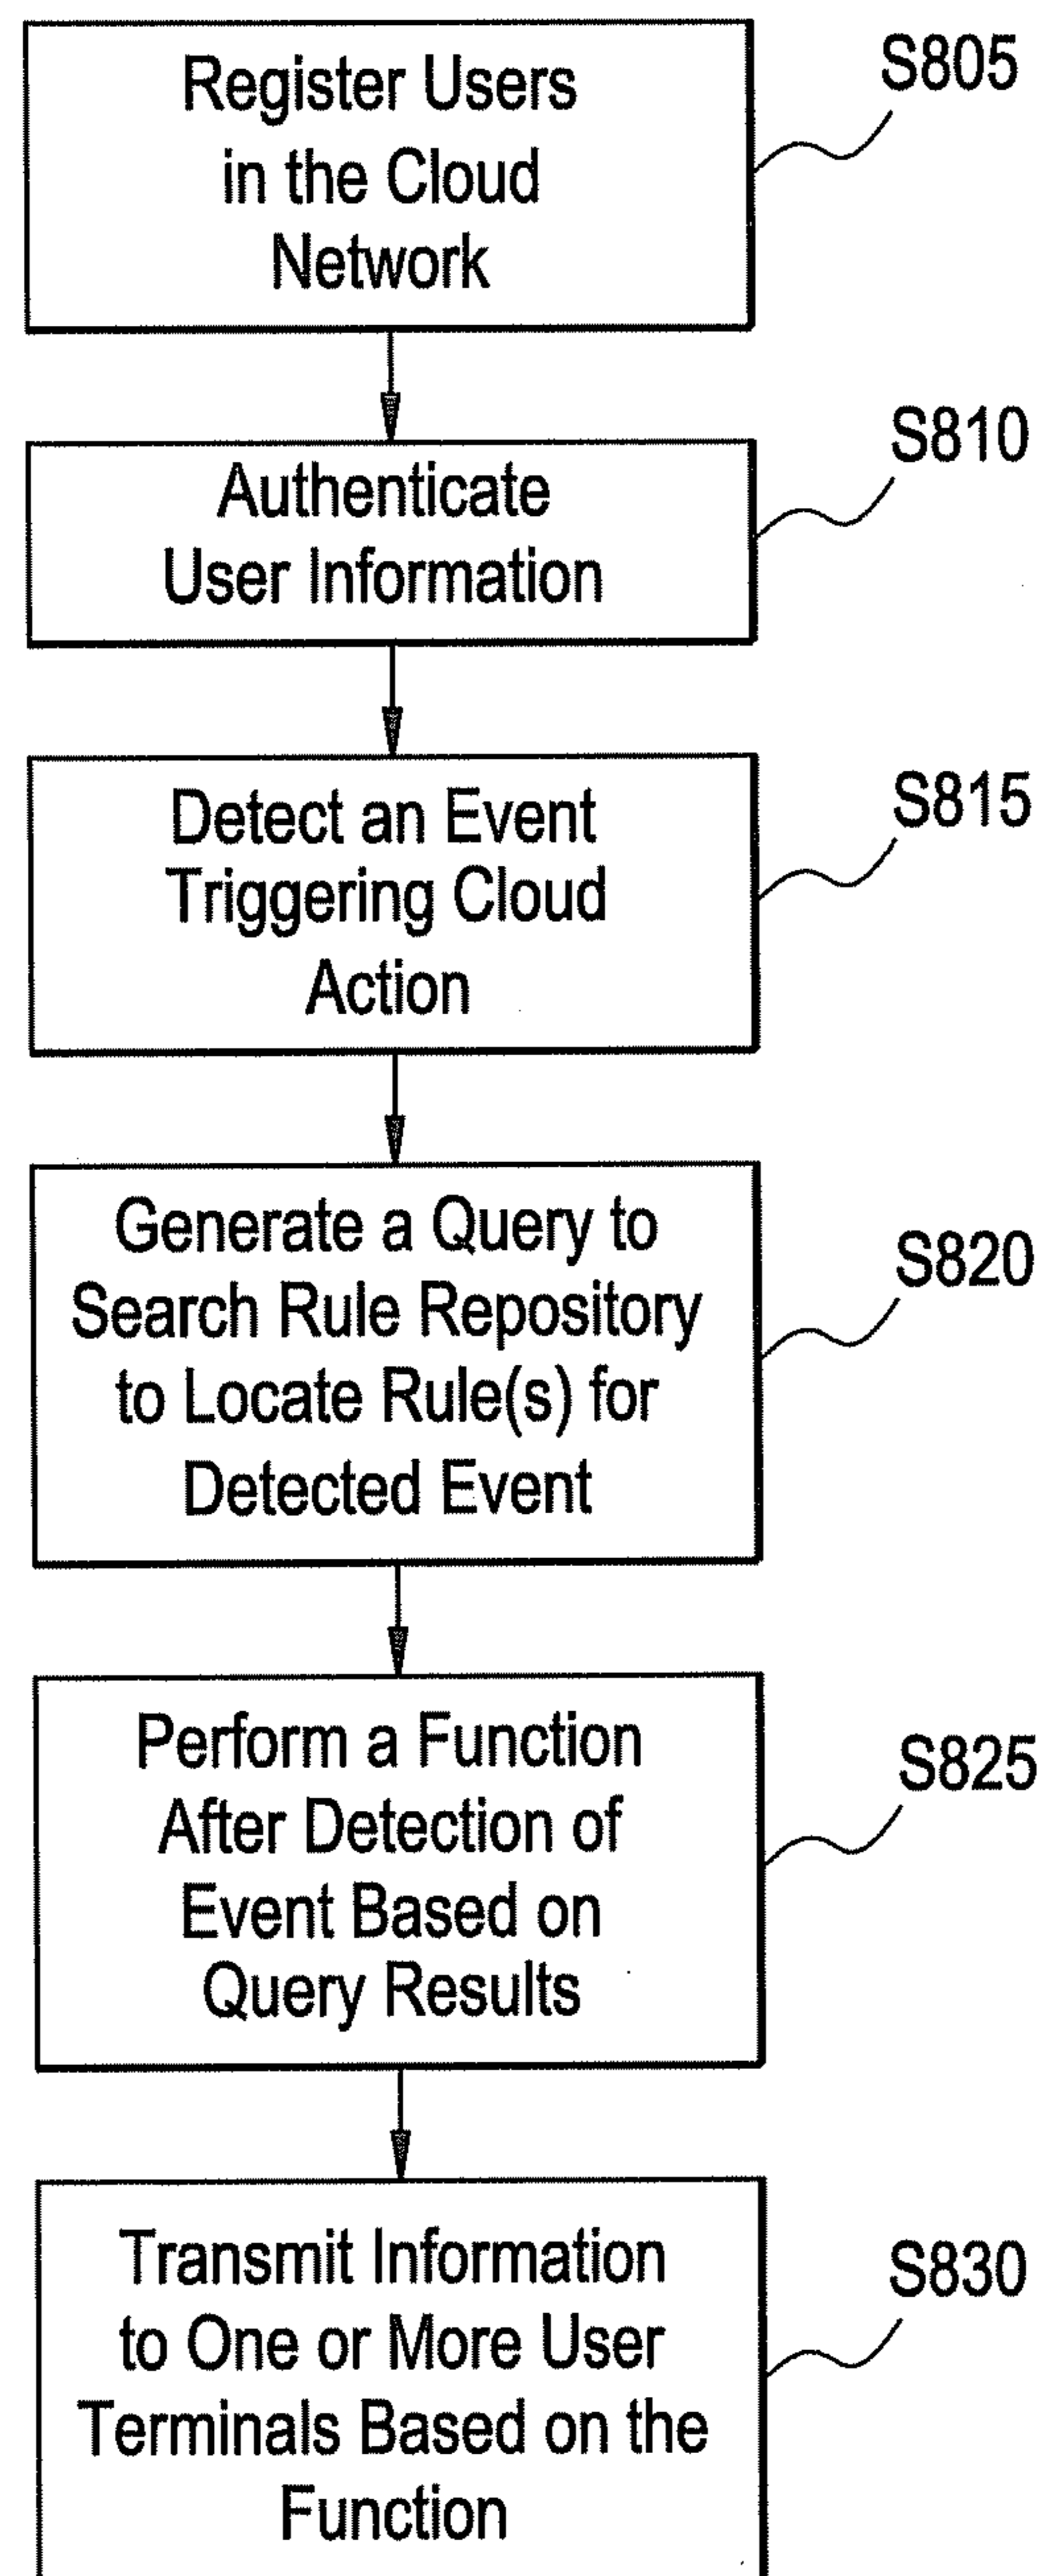 Register Users
in the Cloud
Network
S805
Authenticate
User Information
S810
Detect an Event
Triggering Cloud
Action
S815
Generate a Query to
Search Rule Repository
to Locate Rule(s) for
Detected Event
S820
Perform a Function
After Detection of
Event Based on
Query Results
S825
Transmit Information
to One or More User
Terminals Based on the
Function
S830